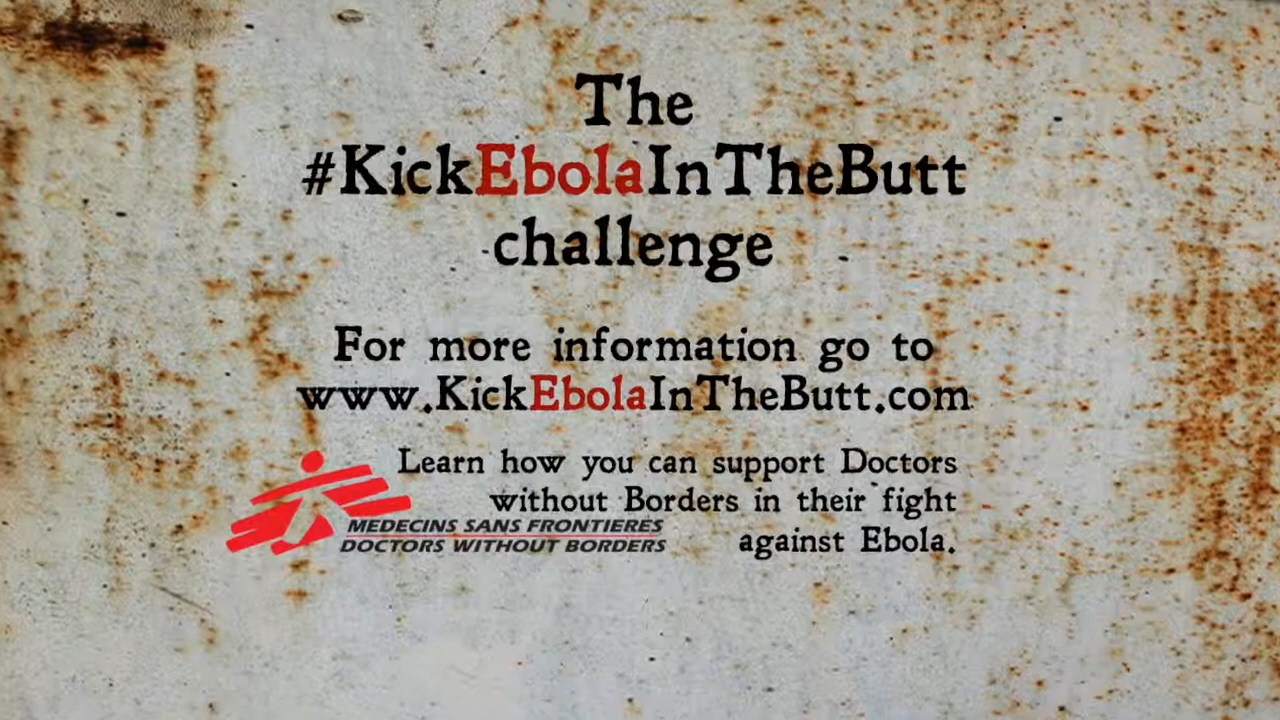 The
#KickEbolaInTheButt
challenge
For more information go to
www.KickEbolaInTheButt.com
Learn how you can support Doctors
without Borders in their fight
against Ebola.
MEDECINS SANS FRONTIERES
DOCTORS WITHOUT BORDERS